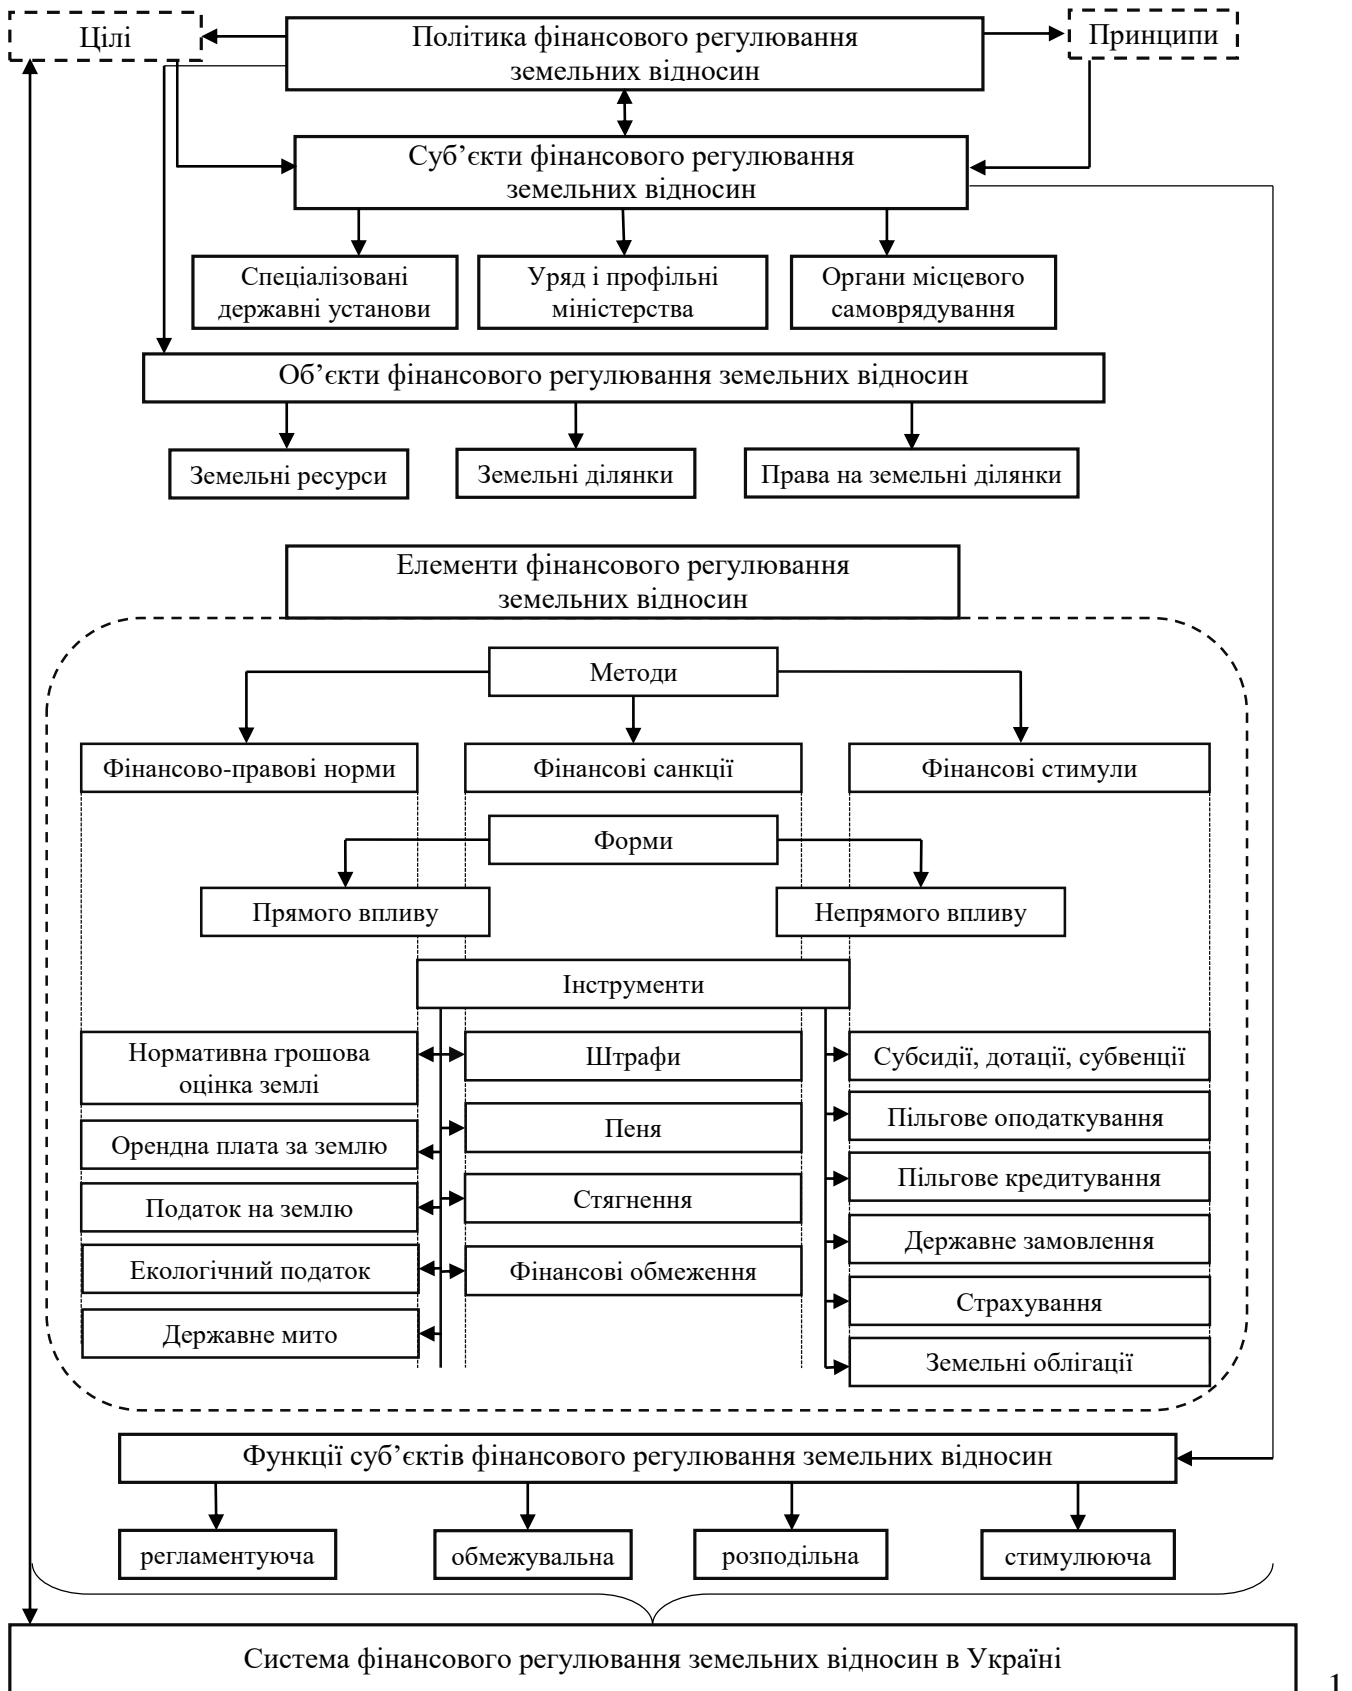 Цілі
Політика фінансового регулювання
земельних відносин
Принципи
Суб’єкти фінансового регулювання
земельних відносин
Спеціалізовані
державні установи
Уряд і профільні
міністерства
Органи місцевого
самоврядування
Об’єкти фінансового регулювання земельних відносин
Земельні ресурси
Земельні ділянки
Права на земельні ділянки
Елементи фінансового регулювання
земельних відносин
Методи
Фінансово-правові норми
Фінансові санкції
Фінансові стимули
Форми
Прямого впливу
Непрямого впливу
Інструменти
Нормативна грошова
оцінка землі
Орендна плата за землю
Податок на землю
Екологічний податок
Державне мито
Штрафи
Пеня
Стягнення
Фінансові обмеження
Субсидії, дотації, субвенції
Пільгове оподаткування
Пільгове кредитування
Державне замовлення
Страхування
Земельні облігації
Функції суб’єктів фінансового регулювання земельних відносин
регламентуюча
обмежувальна
розподільна
стимулююча
Система фінансового регулювання земельних відносин в Україні
1